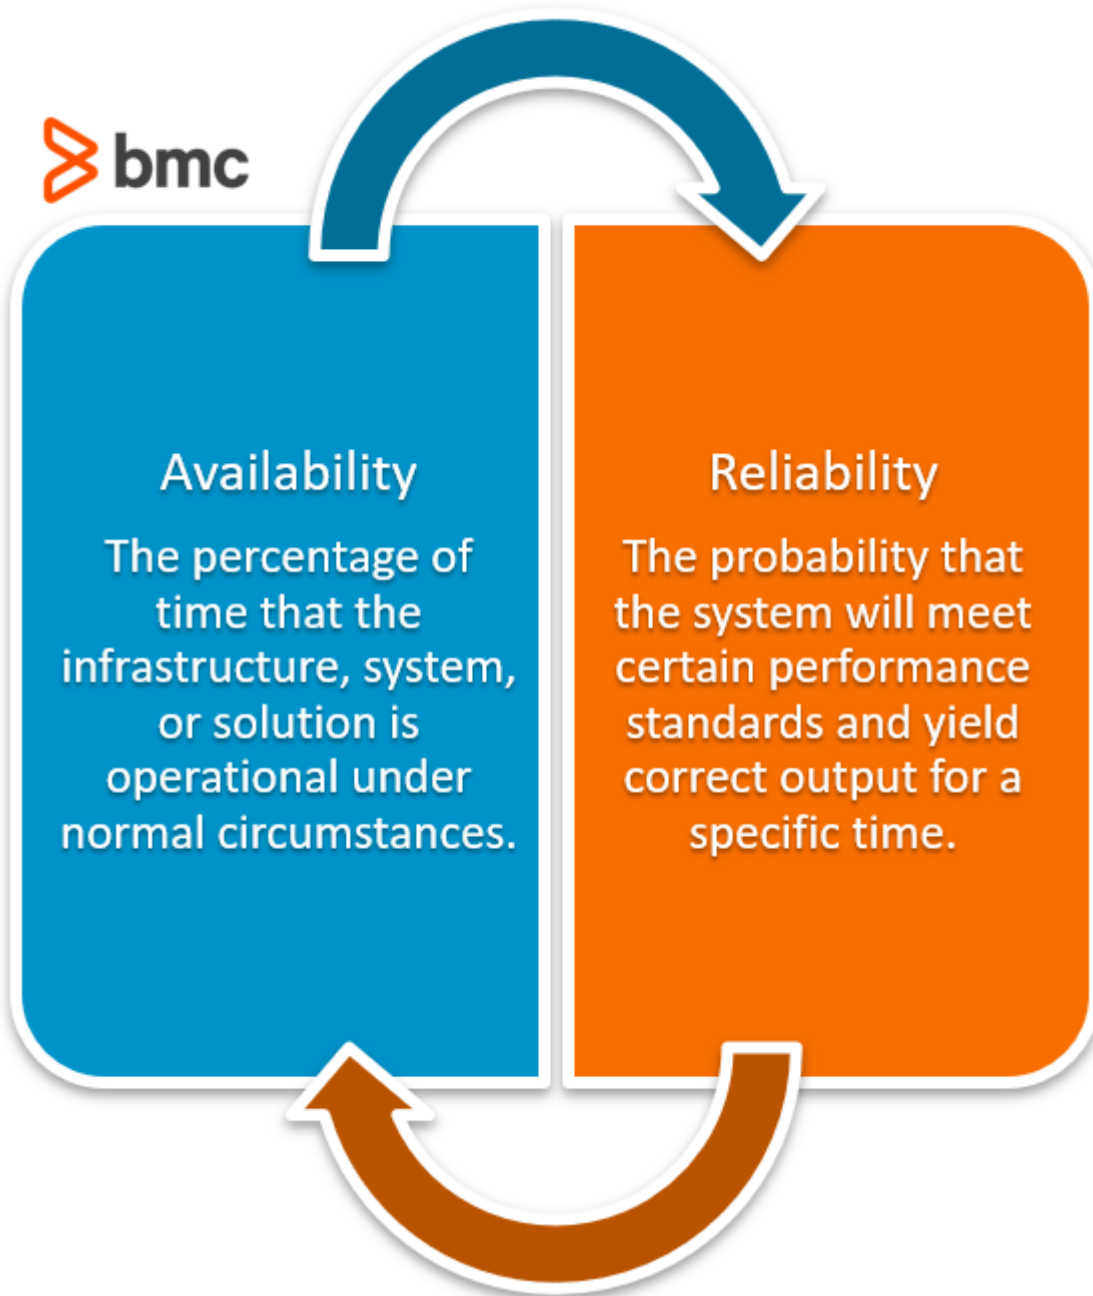 bmc
Availability
The percentage of
time that the
infrastructure, system,
or solution is
operational under
normal circumstances.
Reliability
The probability that
the system will meet
certain performance
standards and yield
correct output for a
specific time.